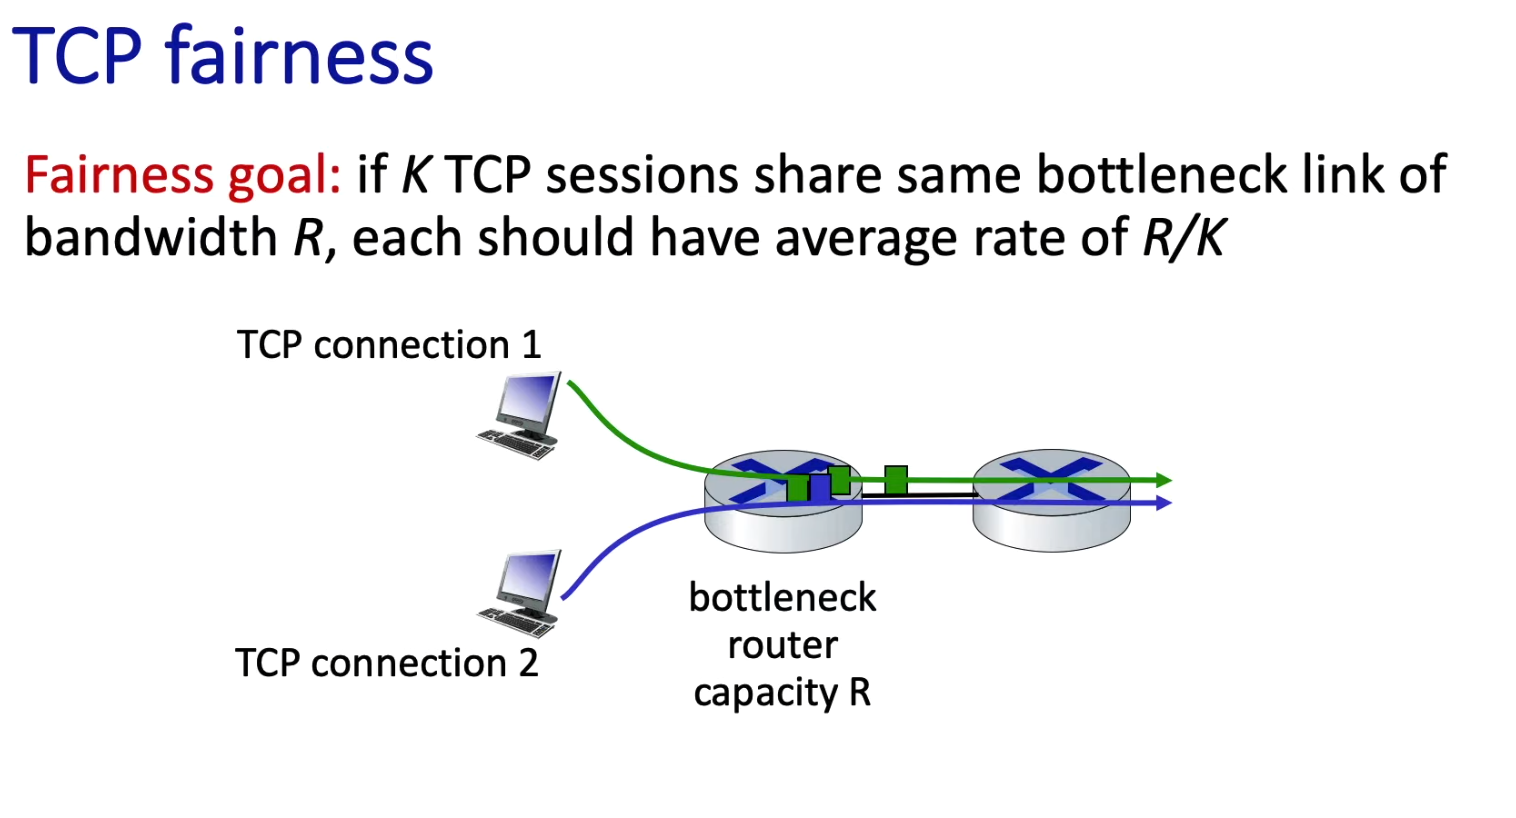 TCP fairness
Fairness goal: if K TCP sessions share same bottleneck link of
bandwidth R, each should have average rate of R/K
TCP connection 1
bottleneck
router
capacity R
TCP connection 2